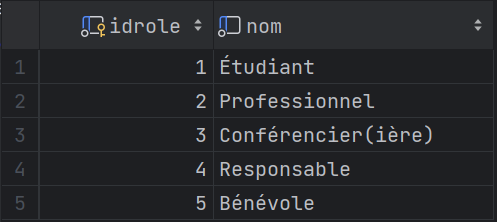 idrole nom
1 1 Étudiant
2 2 Professionnel
3 3 Conférencier(ière)
4 4 Responsable
5 5 Bénévole